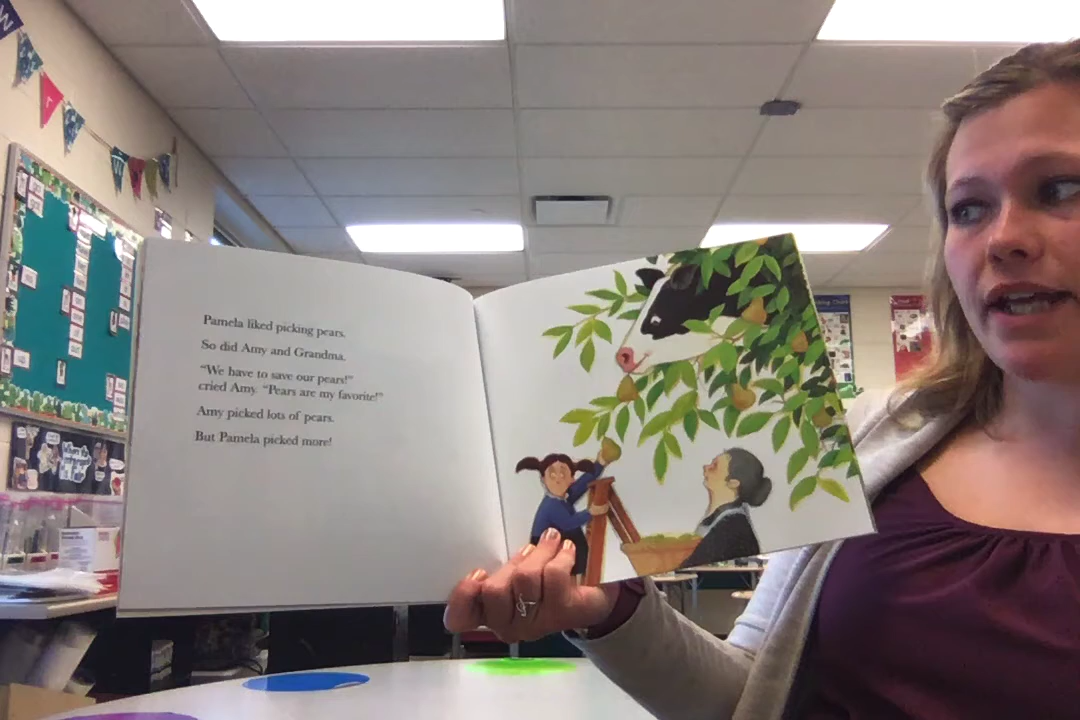 Pamela liked picking pears.
So did Amy and Grandma.
"We have to save our pears!"
cried Amy. "Pears are my favorite!"
Amy picked lots of pears.
But Pamela picked more!